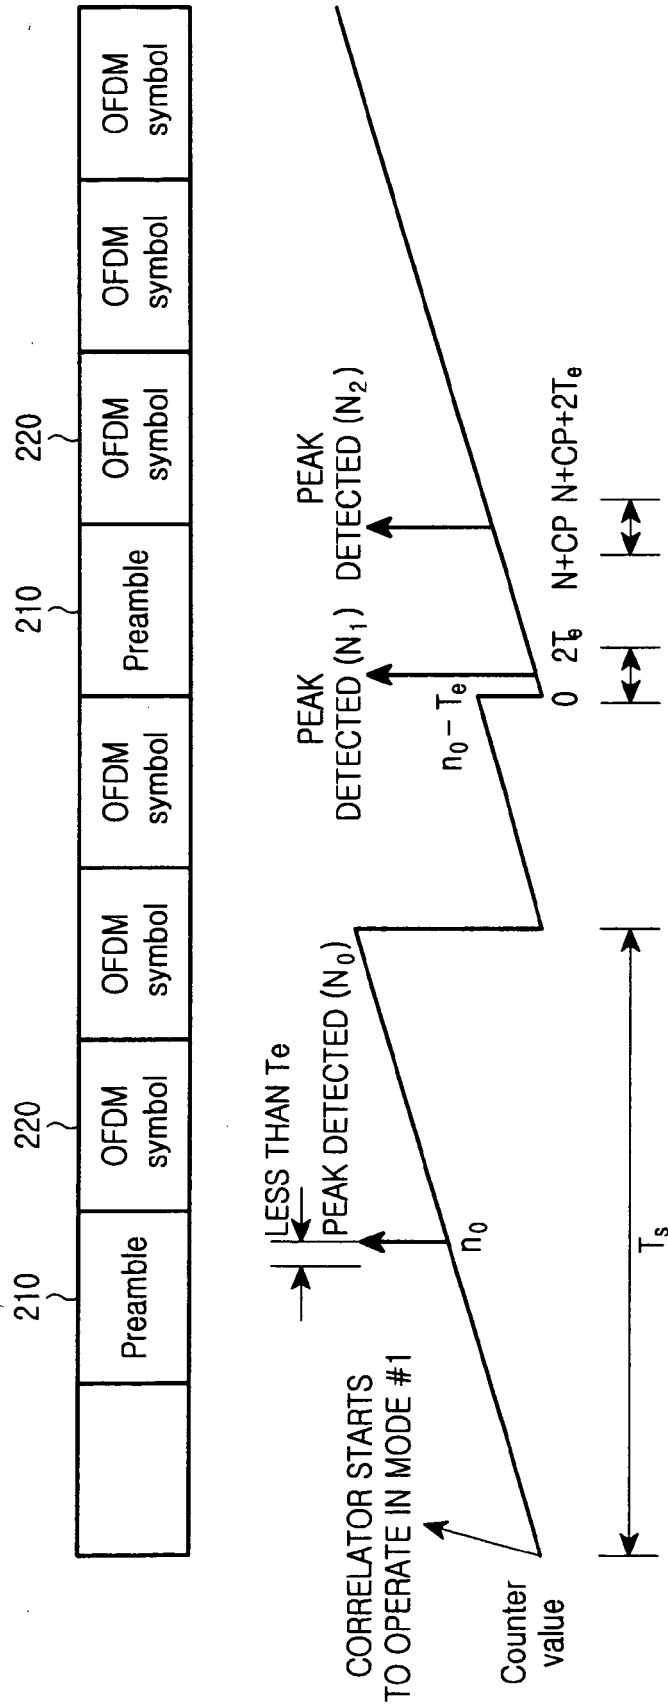 210
220
210
220
Preamble
OFDM
symbol
OFDM
symbol
OFDM
symbol
Preamble
OFDM
symbol
OFDM
symbol
OFDM
symbol
CORRELATOR STARTS
TO OPERATE IN MODE #1
LESS THAN Te
PEAK DETECTED (N0)
n0
PEAK
DETECTED (N1)
n0 – Te
PEAK
DETECTED (N2)
Counter
value
0
2Te
N+CP
N+CP+2Te
Ts